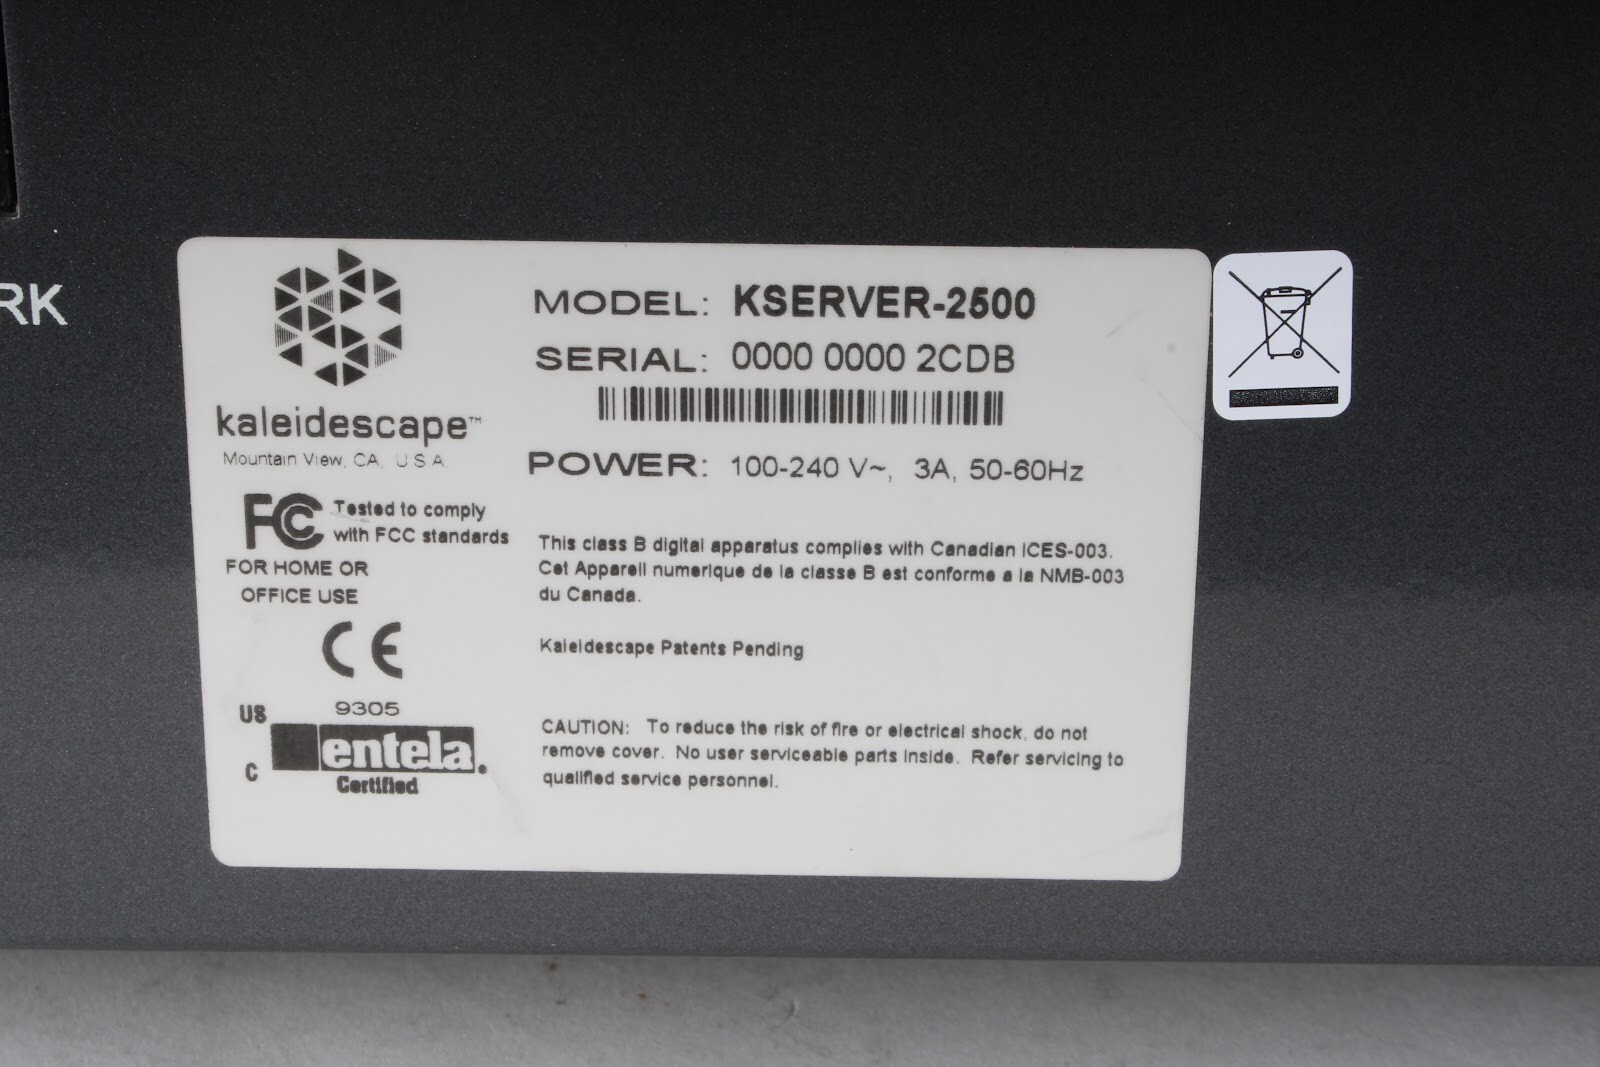 RK
kaleidescape™
Mountain View, CA, U.S.A.
FC Tested to comply
with FCC standards
FOR HOME OR
OFFICE USE
CE
9305
US
C
entela
Certified
MODEL: KSERVER-2500
SERIAL: 0000 0000 2CDB
POWER: 100-240 V~, 3A, 50-60Hz
This class B digital apparatus complies with Canadian ICES-003.
Cet Appareil numerique de la classe B est conforme a la NMB-003
du Canada.
Kaleidescape Patents Pending
CAUTION: To reduce the risk of fire or electrical shock, do not
remove cover. No user serviceable parts inside. Refer servicing to
qualified service personnel.